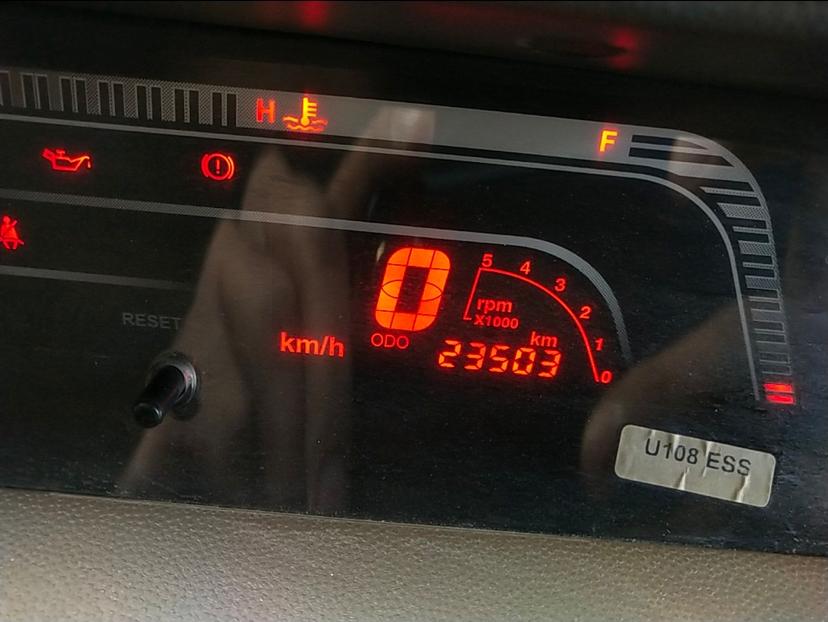 H
F
5 4 3 2 1 0
rpm
X1000
0
RESET
km/h
ODO
km
23503
U108 ESS